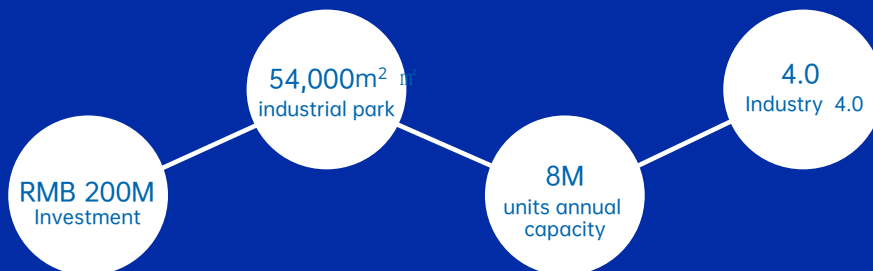 RMB 200M
Investment
54,000m² ㎡
industrial park
8M
units annual
capacity
4.0
Industry 4.0